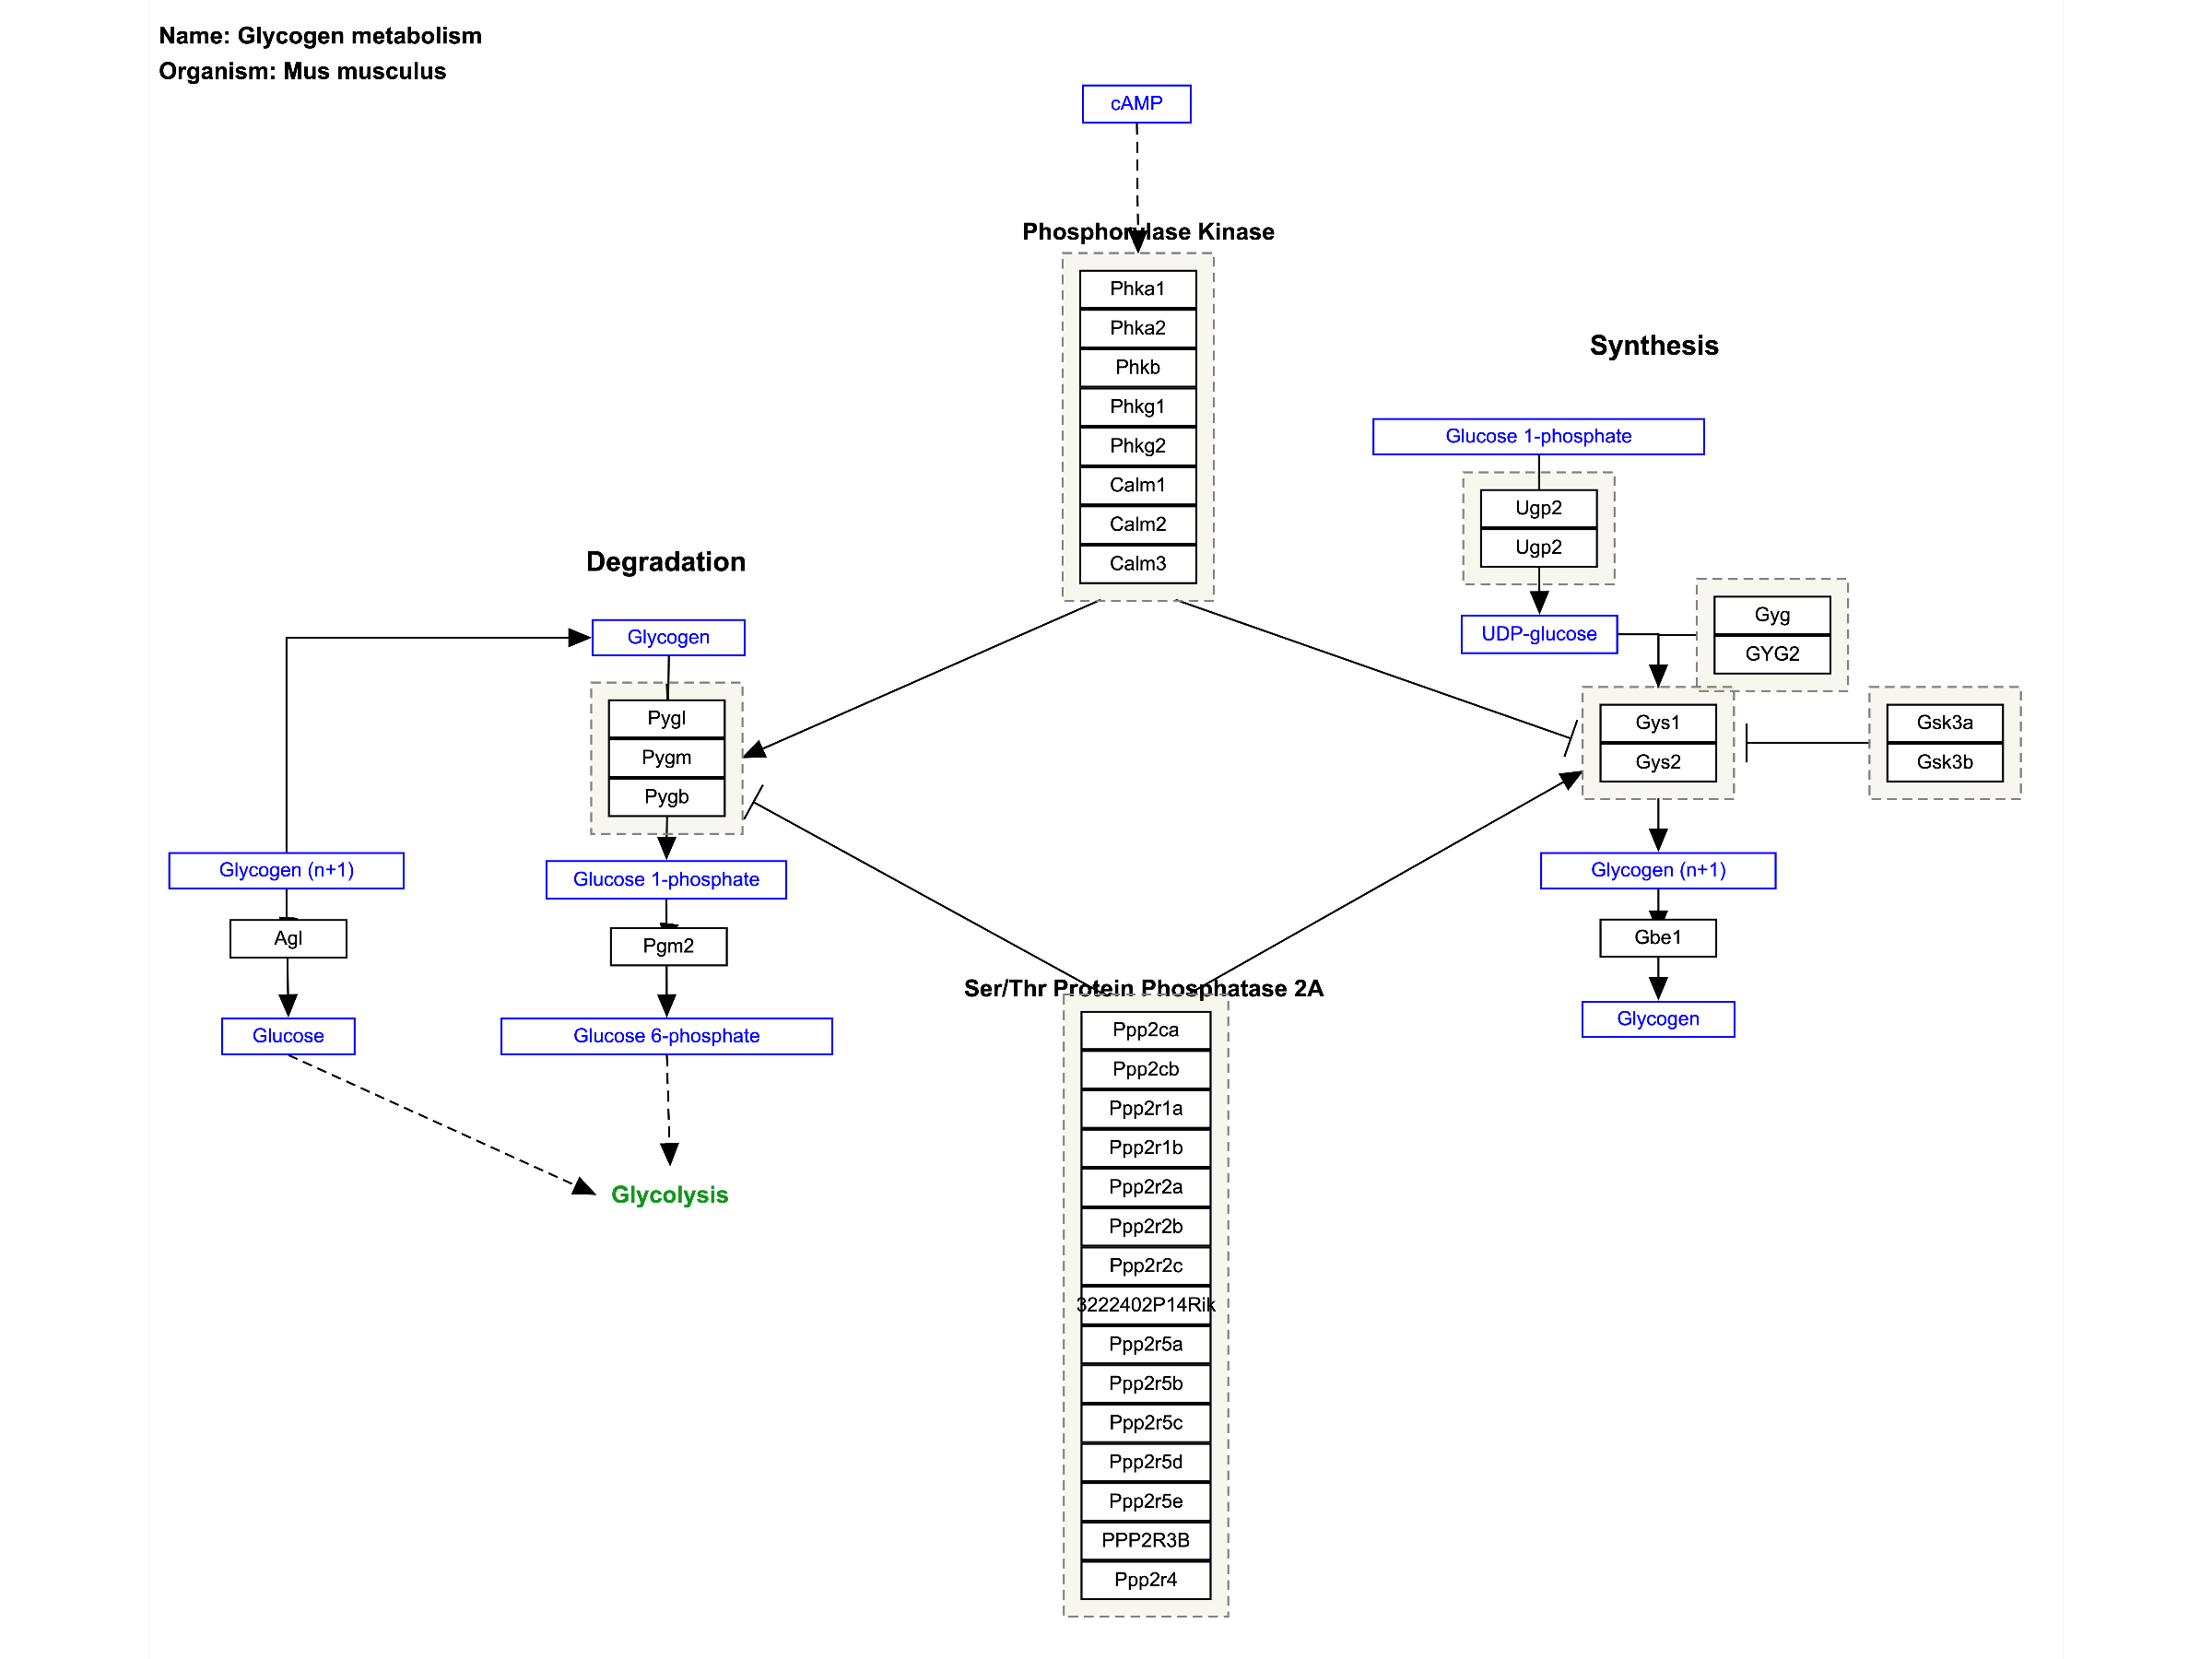 Name: Glycogen metabolism
Organism: Mus musculus
cAMP
Phosphorylase Kinase
Phka1
Phka2
Phkb
Phkg1
Phkg2
Calm1
Calm2
Calm3
Synthesis
Glucose 1-phosphate
Ugp2
Ugp2
UDP-glucose
Gyg
GYG2
Gys1
Gys2
Gsk3a
Gsk3b
Glycogen (n+1)
Gbe1
Glycogen
Degradation
Glycogen
Pygl
Pygm
Pygb
Glucose 1-phosphate
Pgm2
Glucose 6-phosphate
Glycogen (n+1)
Agl
Glucose
Glycolysis
Ser/Thr Protein Phosphatase 2A
Ppp2ca
Ppp2cb
Ppp2r1a
Ppp2r1b
Ppp2r2a
Ppp2r2b
Ppp2r2c
3222402P14Rik
Ppp2r5a
Ppp2r5b
Ppp2r5c
Ppp2r5d
Ppp2r5e
PPP2R3B
Ppp2r4